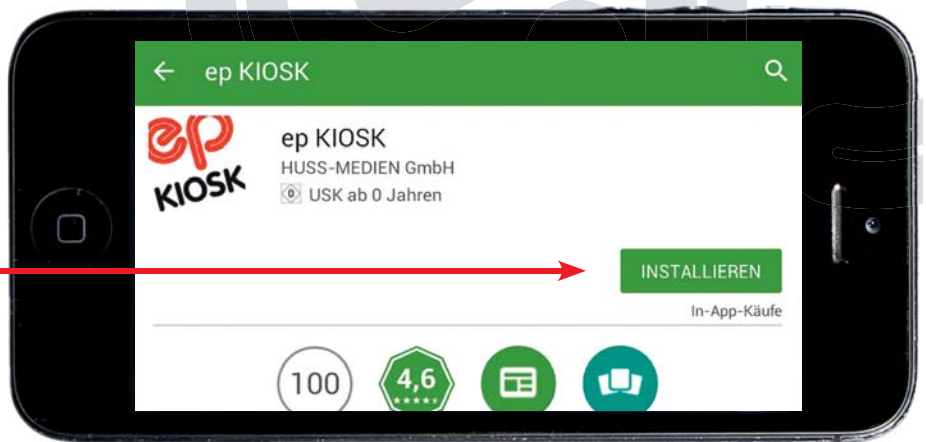 ep KIOSK
ep
KIOSK
ep KIOSK
HUSS-MEDIEN GmbH
0 USK ab 0 Jahren
INSTALLIEREN
In-App-Käufe
100
4,6